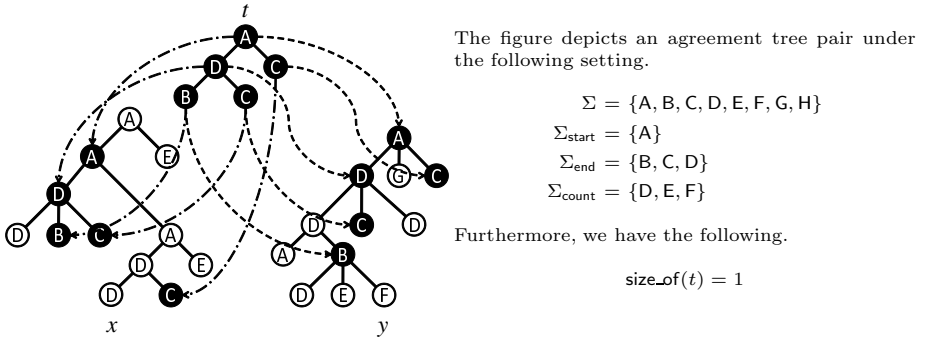 t
A
D C
B C
A
A E
D
D B C A
D E
D C
x
A
D G C
D C D
A B
D E F
y
The figure depicts an agreement tree pair under
the following setting.
Σ = {A, B, C, D, E, F, G, H}
Σstart = {A}
Σend = {B, C, D}
Σcount = {D, E, F}
Furthermore, we have the following.
size_of(t) = 1